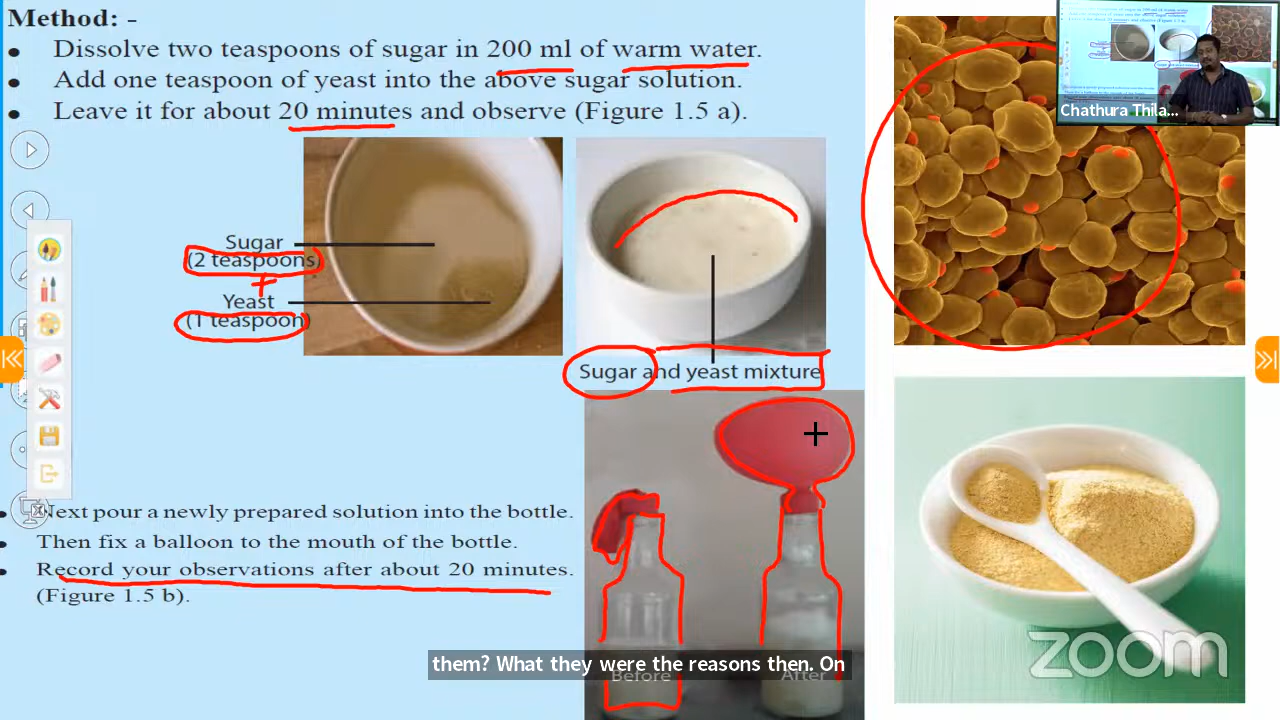 Method: -
Dissolve two teaspoons of sugar in 200 ml of warm water.
Add one teaspoon of yeast into the above sugar solution.
Leave it for about 20 minutes and observe (Figure 1.5 a).
Chathura Thila...
Sugar
(2 teaspoons)
+
Yeast
(1 teaspoon)
Sugar and yeast mixture
Next pour a newly prepared solution into the bottle.
Then fix a balloon to the mouth of the bottle.
Record your observations after about 20 minutes.
(Figure 1.5 b).
Before
After
them? What they were the reasons then. On
zoom